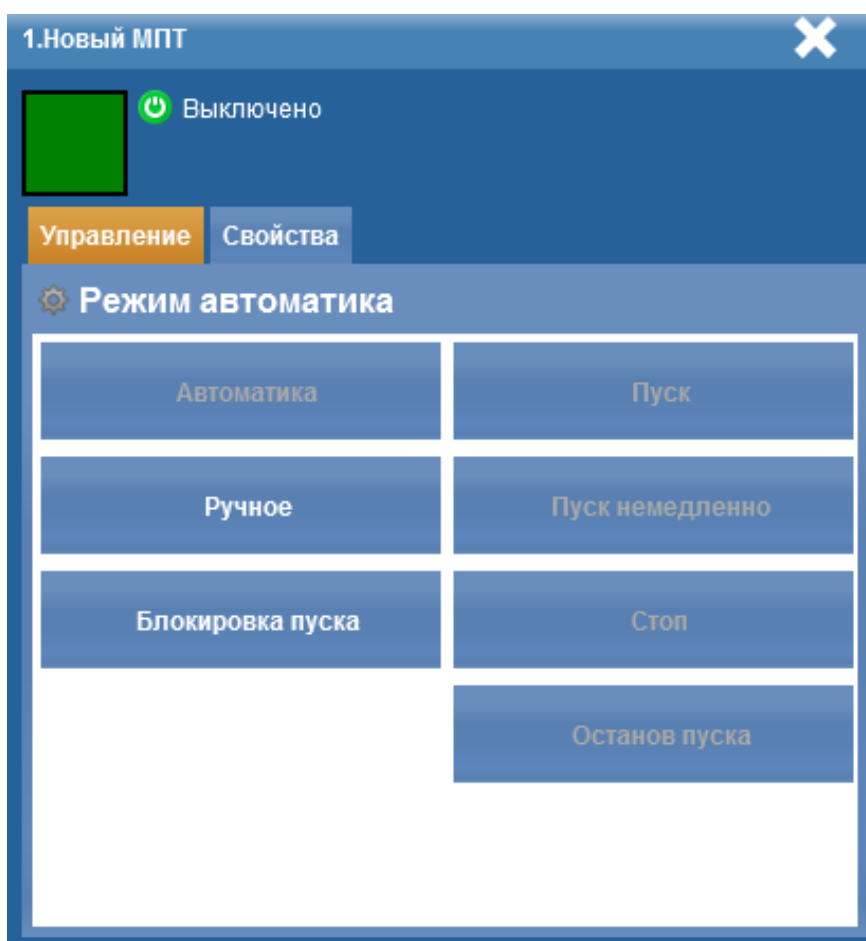 1.Новый МПТ
Выключено
Управление Свойства
Режим автоматика
Автоматика Пуск
Ручное Пуск немедленно
Блокировка пуска Стоп
Останов пуска